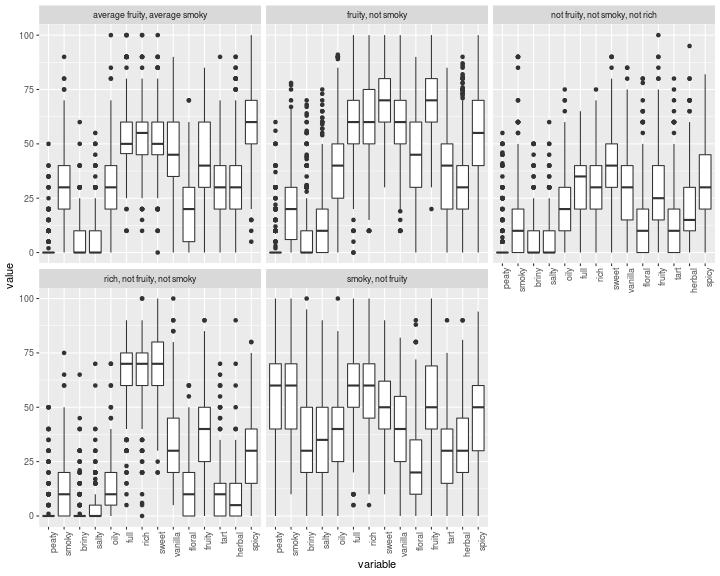 average fruity, average smoky
fruity, not smoky
not fruity, not smoky, not rich
100
75
50
25
0
peaty
smoky
briny
salty
oily
full
rich
sweet
vanilla
floral
fruity
tart
herbal
spicy
rich, not fruity, not smoky
smoky, not fruity
100
75
50
25
0
peaty
smoky
briny
salty
oily
full
rich
sweet
vanilla
floral
fruity
tart
herbal
spicy
peaty
smoky
briny
salty
oily
full
rich
sweet
vanilla
floral
fruity
tart
herbal
spicy
value
variable